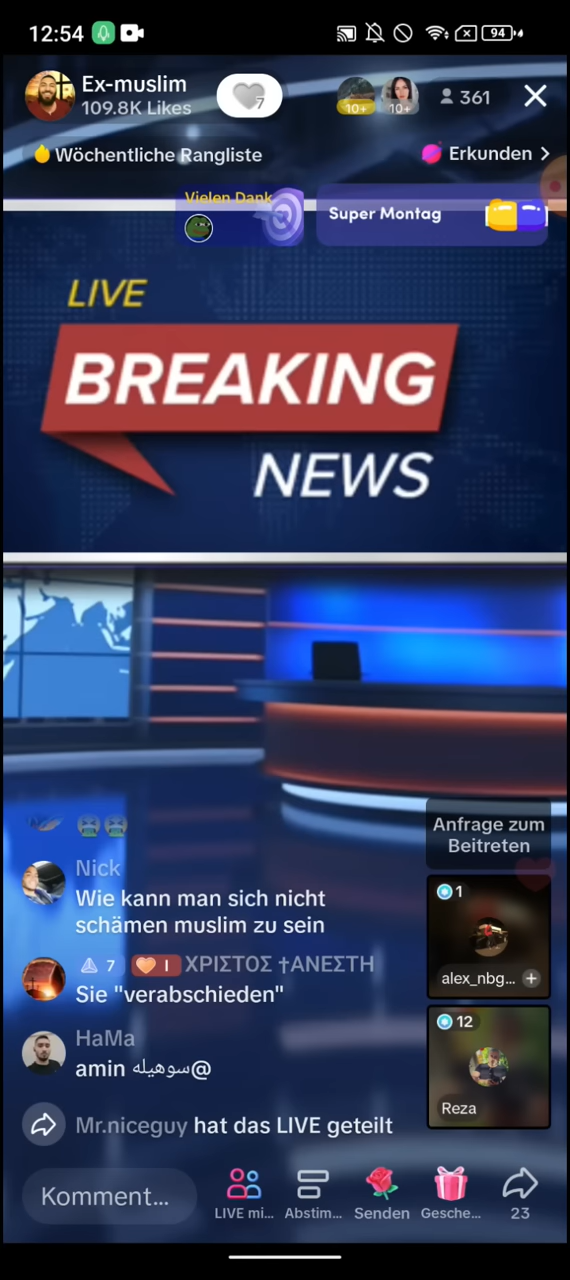 12:54
94
Ex-muslim
109.8K Likes
7
10+
10+
361
Wöchentliche Rangliste
Erkunden
Vielen Dank
Super Montag
LIVE
BREAKING
NEWS
Anfrage zum
Beitreten
Nick
Wie kann man sich nicht
schämen muslim zu sein
1
7 1 ΧΡΙΣΤΟΣ †ΑΝΕΣΤΗ
alex_nbg...
Sie "verabschieden"
12
HaMa
amin سوهیله@
Reza
Mr.niceguy hat das LIVE geteilt
Komment...
LIVE mi...
Abstim...
Senden
Gesche...
23